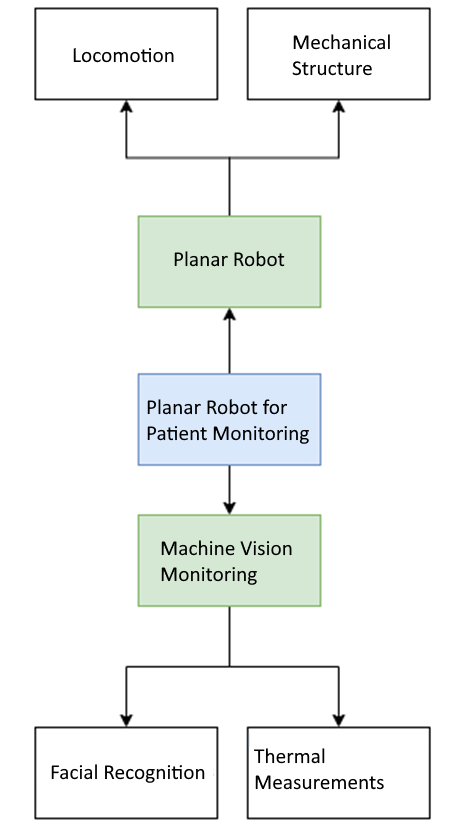 Locomotion
Mechanical
Structure
Planar Robot
Planar Robot for
Patient Monitoring
Machine Vision
Monitoring
Facial Recognition
Thermal
Measurements